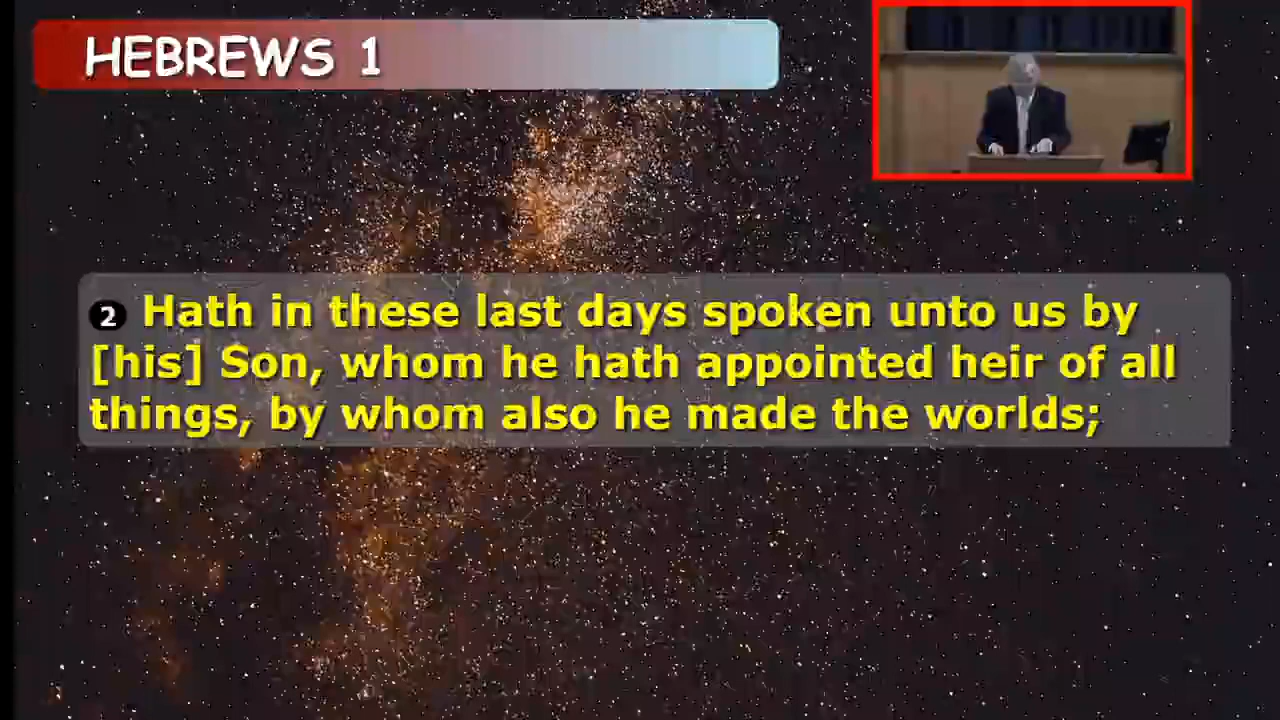 HEBREWS 1
2 Hath in these last days spoken unto us by
[his] Son, whom he hath appointed heir of all
things, by whom also he made the worlds;